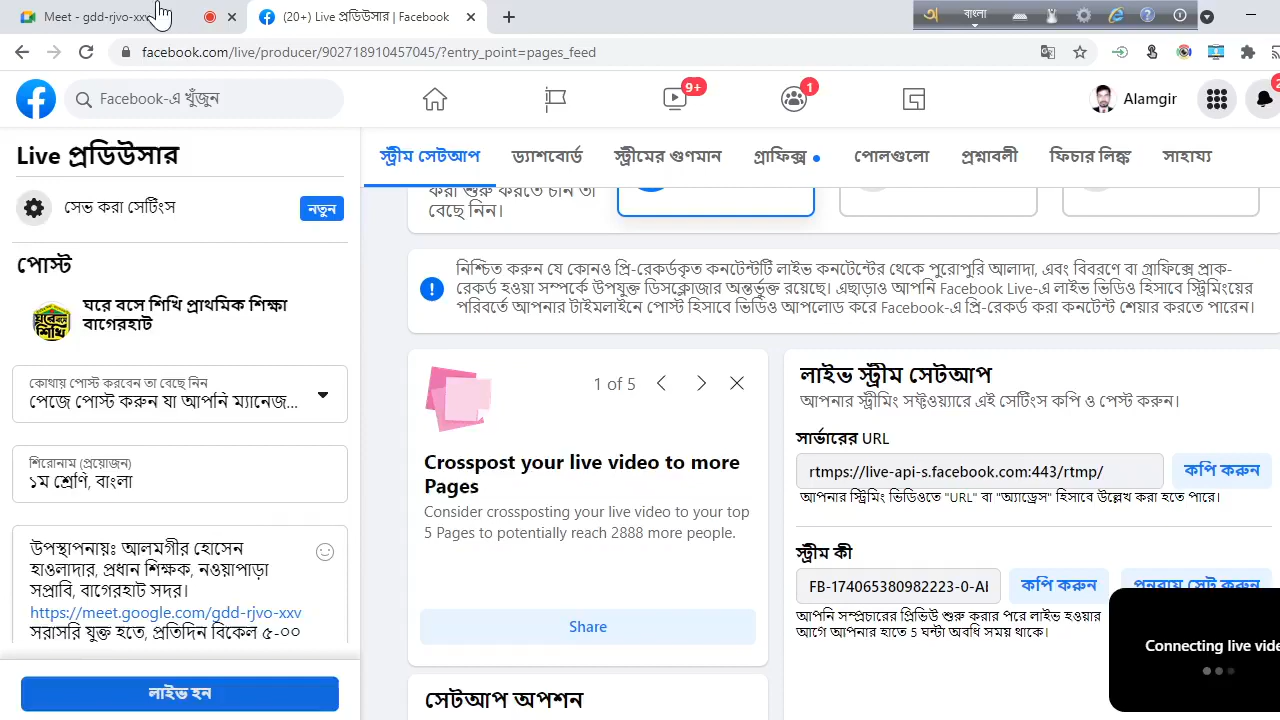 Meet - gdd-rjvo-xx
(20+) Live প্রডিউসার | Facebook
বাংলা
facebook.com/live/producer/902718910457045/?entry_point=pages_feed
Facebook-এ খুঁজুন
9+
1
Alamgir
2
Live প্রডিউসার
সেভ করা সেটিংস
নতুন
পোস্ট
ঘরে বসে শিখি প্রাথমিক শিক্ষা
বাগেরহাট
কোথায় পোস্ট করবেন তা বেছে নিন
পেজে পোস্ট করুন যা আপনি ম্যানেজ...
শিরোনাম (প্রয়োজন)
১ম শ্রেণি, বাংলা
উপস্থাপনায়ঃ আলমগীর হোসেন
হাওলাদার, প্রধান শিক্ষক, নওয়াপাড়া
সপ্রাবি, বাগেরহাট সদর।
https://meet.google.com/gdd-rjvo-xxv
সরাসরি যুক্ত হতে, প্রতিদিন বিকেল ৫-০০
লাইভ হন
স্ট্রীম সেটআপ
ড্যাশবোর্ড
স্ট্রীমের গুণমান
গ্রাফিক্স
পোলগুলো
প্রশ্নাবলী
ফিচার লিঙ্ক
সাহায্য
করা শুরু করতে চান তা
বেছে নিন।
নিশ্চিত করুন যে কোনও প্রি-রেকর্ডকৃত কনটেন্টটি লাইভ কনটেন্টের থেকে পুরোপুরি আলাদা, এবং বিবরণে বা গ্রাফিক্সে প্রাক-
রেকর্ড হওয়া সম্পর্কে উপযুক্ত ডিসক্লোজার অন্তর্ভুক্ত রয়েছে। এছাড়াও আপনি Facebook Live-এ লাইভ ভিডিও হিসাবে স্ট্রিমিংয়ের
পরিবর্তে আপনার টাইমলাইনে পোস্ট হিসাবে ভিডিও আপলোড করে Facebook-এ প্রি-রেকর্ড করা কনটেন্ট শেয়ার করতে পারেন।
1 of 5
Crosspost your live video to more
Pages
Consider crossposting your live video to your top
5 Pages to potentially reach 2888 more people.
Share
সেটআপ অপশন
লাইভ স্ট্রীম সেটআপ
আপনার স্ট্রীমিং সফ্টওয়্যারে এই সেটিংস কপি ও পেস্ট করুন।
সার্ভারের URL
rtmps://live-api-s.facebook.com:443/rtmp/
কপি করুন
আপনার স্ট্রিমিং ভিডিওতে "URL" বা "অ্যাড্রেস" হিসাবে উল্লেখ করা হতে পারে।
স্ট্রীম কী
FB-174065380982223-0-Al
কপি করুন
পুনরায় সেট করুন
আপনি সম্প্রচারের প্রিভিউ শুরু করার পরে লাইভ হওয়ার
আগে আপনার হাতে 5 ঘন্টা অবধি সময় থাকে।
Connecting live vide